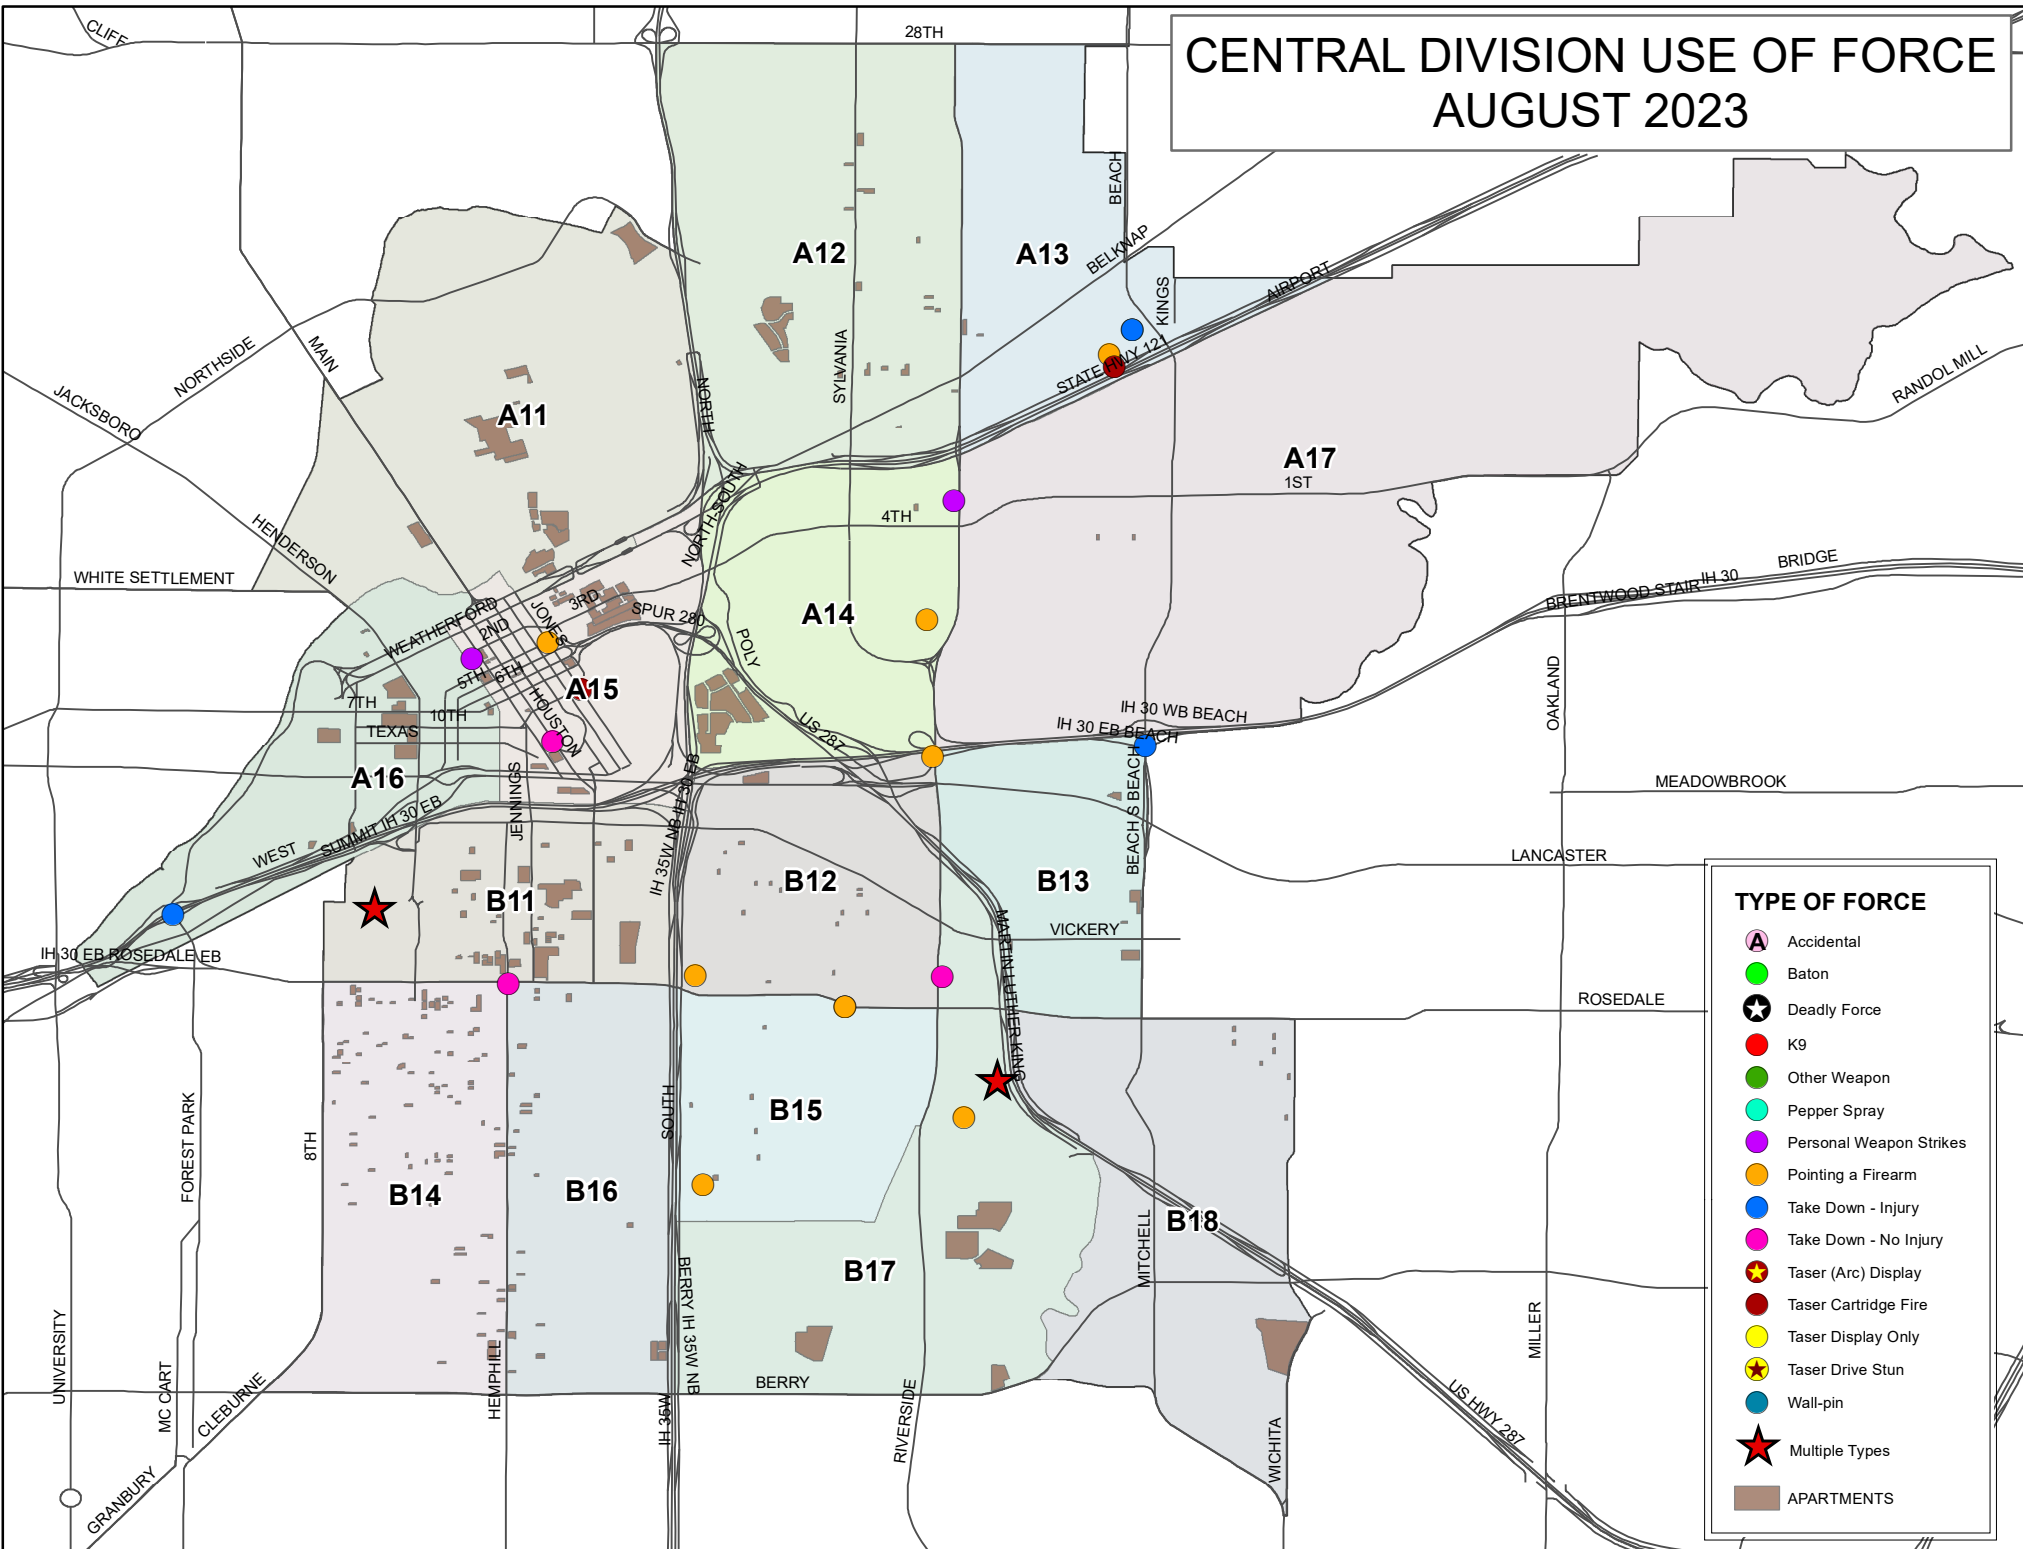 CENTRAL DIVISION USE OF FORCE
AUGUST 2023
CLIFF
28TH
BEACH
BELKNAP
A12
A13
KINGS
AIRPORT
NORTHSIDE
MAIN
SYLVANIA
STATE HWY 121
RANDOL MILL
JACKSBORO
NORTH
A11
A17
1ST
NORTH-SOUTH
4TH
HENDERSON
WHITE SETTLEMENT
BRIDGE
IH 30
BRENTWOOD STAIR
WEATHERFORD
JONES
3RD
SPUR 280
A14
2ND
POLY
5TH
6TH
A15
OAKLAND
7TH
10TH
HOUSTON
TEXAS
US 287
IH 30 WB BEACH
IH 30 EB BEACH
A16
JENNINGS
MEADOWBROOK
SUMMIT IH 30 EB
WEST
IH 35W NB IH 30 EB
BEACH S BEACH
LANCASTER
B12
B13
B11
VICKERY
MARTIN LUTHER KING
IH 30 EB ROSEDALE EB
ROSEDALE
FOREST PARK
8TH
SOUTH
B15
B14
B16
B18
MITCHELL
B17
BERRY IH 35W NB
UNIVERSITY
MC CART
CLEBURNE
HEMPHILL
BERRY
RIVERSIDE
IH 35W
MILLER
US HWY 287
WICHITA
GRANBURY
TYPE OF FORCE
A Accidental
Baton
Deadly Force
K9
Other Weapon
Pepper Spray
Personal Weapon Strikes
Pointing a Firearm
Take Down - Injury
Take Down - No Injury
Taser (Arc) Display
Taser Cartridge Fire
Taser Display Only
Taser Drive Stun
Wall-pin
Multiple Types
APARTMENTS